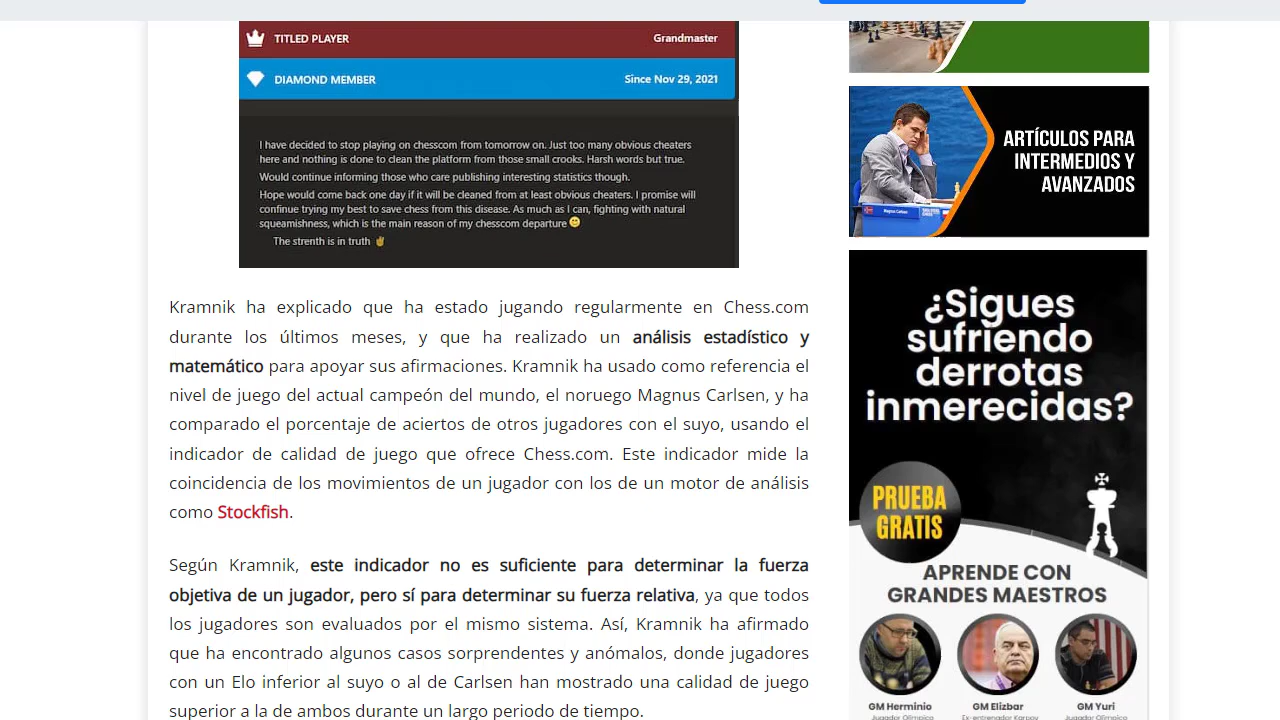 TITLED PLAYER Grandmaster
DIAMOND MEMBER Since Nov 29, 2021
I have decided to stop playing on chesscom from tomorrow on. Just too many obvious cheaters
here and nothing is done to clean the platform from those small crooks. Harsh words but true.
Would continue informing those who care publishing interesting statistics though.
Hope would come back one day if it will be cleaned from at least obvious cheaters. I promise will
continue trying my best to save chess from this disease. As much as I can, fighting with natural
squeamishness, which is the main reason of my chesscom departure 😁
The strenth is in truth ✌
Kramnik ha explicado que ha estado jugando regularmente en Chess.com
durante los últimos meses, y que ha realizado un análisis estadístico y
matemático para apoyar sus afirmaciones. Kramnik ha usado como referencia el
nivel de juego del actual campeón del mundo, el noruego Magnus Carlsen, y ha
comparado el porcentaje de aciertos de otros jugadores con el suyo, usando el
indicador de calidad de juego que ofrece Chess.com. Este indicador mide la
coincidencia de los movimientos de un jugador con los de un motor de análisis
como Stockfish.
Según Kramnik, este indicador no es suficiente para determinar la fuerza
objetiva de un jugador, pero sí para determinar su fuerza relativa, ya que todos
los jugadores son evaluados por el mismo sistema. Así, Kramnik ha afirmado
que ha encontrado algunos casos sorprendentes y anómalos, donde jugadores
con un Elo inferior al suyo o al de Carlsen han mostrado una calidad de juego
superior a la de ambos durante un largo periodo de tiempo.
ARTÍCULOS PARA
INTERMEDIOS Y
AVANZADOS
Magnus Carlsen
¿Sigues
sufriendo
derrotas
inmerecidas?
PRUEBA
GRATIS
APRENDE CON
GRANDES MAESTROS
GM Herminio GM Elizbar GM Yuri
Jugador Olímpico Ex-entrenador Karpov Jugador Olímpico